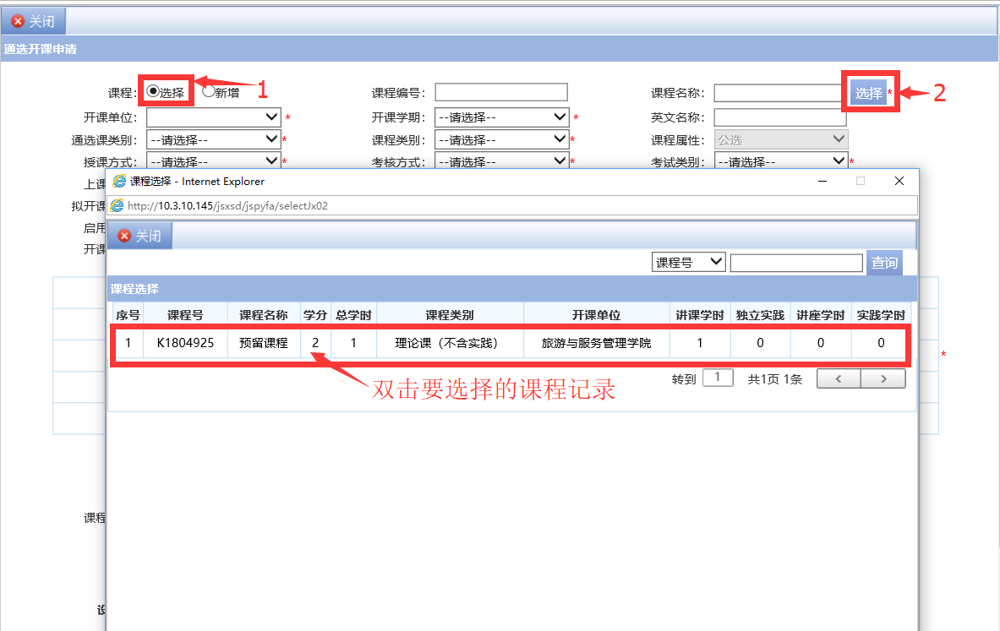 关闭
通选开课申请
课程: 选择 新增 1 课程编号: 课程名称: 选择 * 2
开课单位: * 开课学期: --请选择-- * 英文名称:
通选课类别: --请选择-- * 课程类别: --请选择-- * 课程属性: 公选
授课方式: --请选择-- * 考核方式: --请选择-- * 考试类别: --请选择-- *
上课
课程选择 - Internet Explorer
拟开课
http://10.3.10.145/jsxsd/jspyfa/selectJx02
启用
关闭
开课
课程号 查询
课程选择
序号 课程号 课程名称 学分 总学时 课程类别 开课单位 讲课学时 独立实践 讲座学时 实践学时
1 K1804925 预留课程 2 1 理论课（不含实践） 旅游与服务管理学院 1 0 0 0
*
转到 1 共1页 1条 < >
双击要选择的课程记录
课程
设